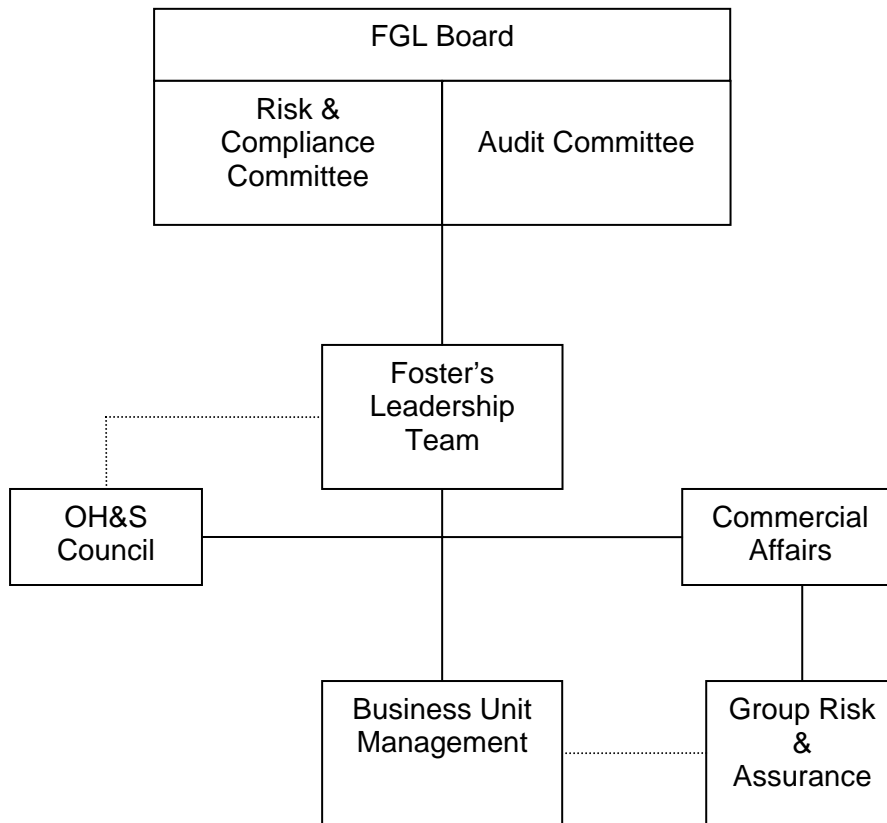 FGL Board
Risk &
Compliance
Committee
Audit Committee
Foster’s
Leadership
Team
OH&S
Council
Commercial
Affairs
Business Unit
Management
Group Risk
&
Assurance